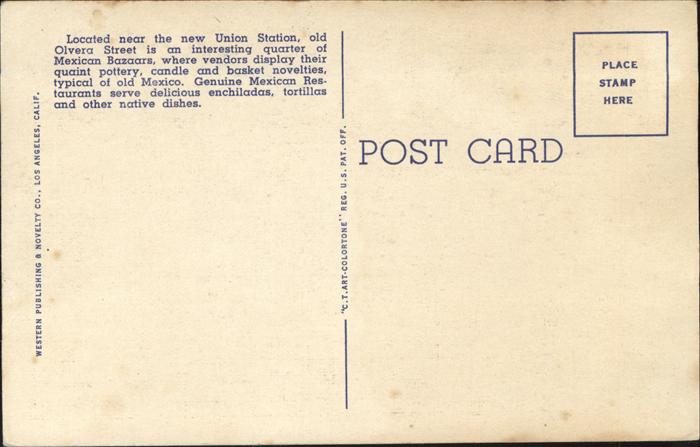 Located near the new Union Station, old
Olvera Street is an interesting quarter of
Mexican Bazaars, where vendors display their
quaint pottery, candle and basket novelties,
typical of old Mexico. Genuine Mexican Res-
taurants serve delicious enchiladas, tortillas
and other native dishes.
WESTERN PUBLISHING & NOVELTY CO., LOS ANGELES, CALIF.
"C.T. ART-COLORTONE" REG. U.S. PAT. OFF.
POST CARD
PLACE
STAMP
HERE